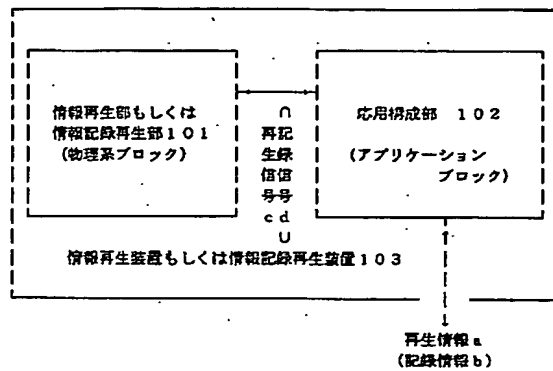 情報再生部もしくは
情報記録再生部101
(物理系ブロック)
応用構成部 102
(アプリケーション
ブロック)
再生信号c
(記録信号d)
情報再生装置もしくは情報記録再生装置103
再生情報a
(記録情報b)